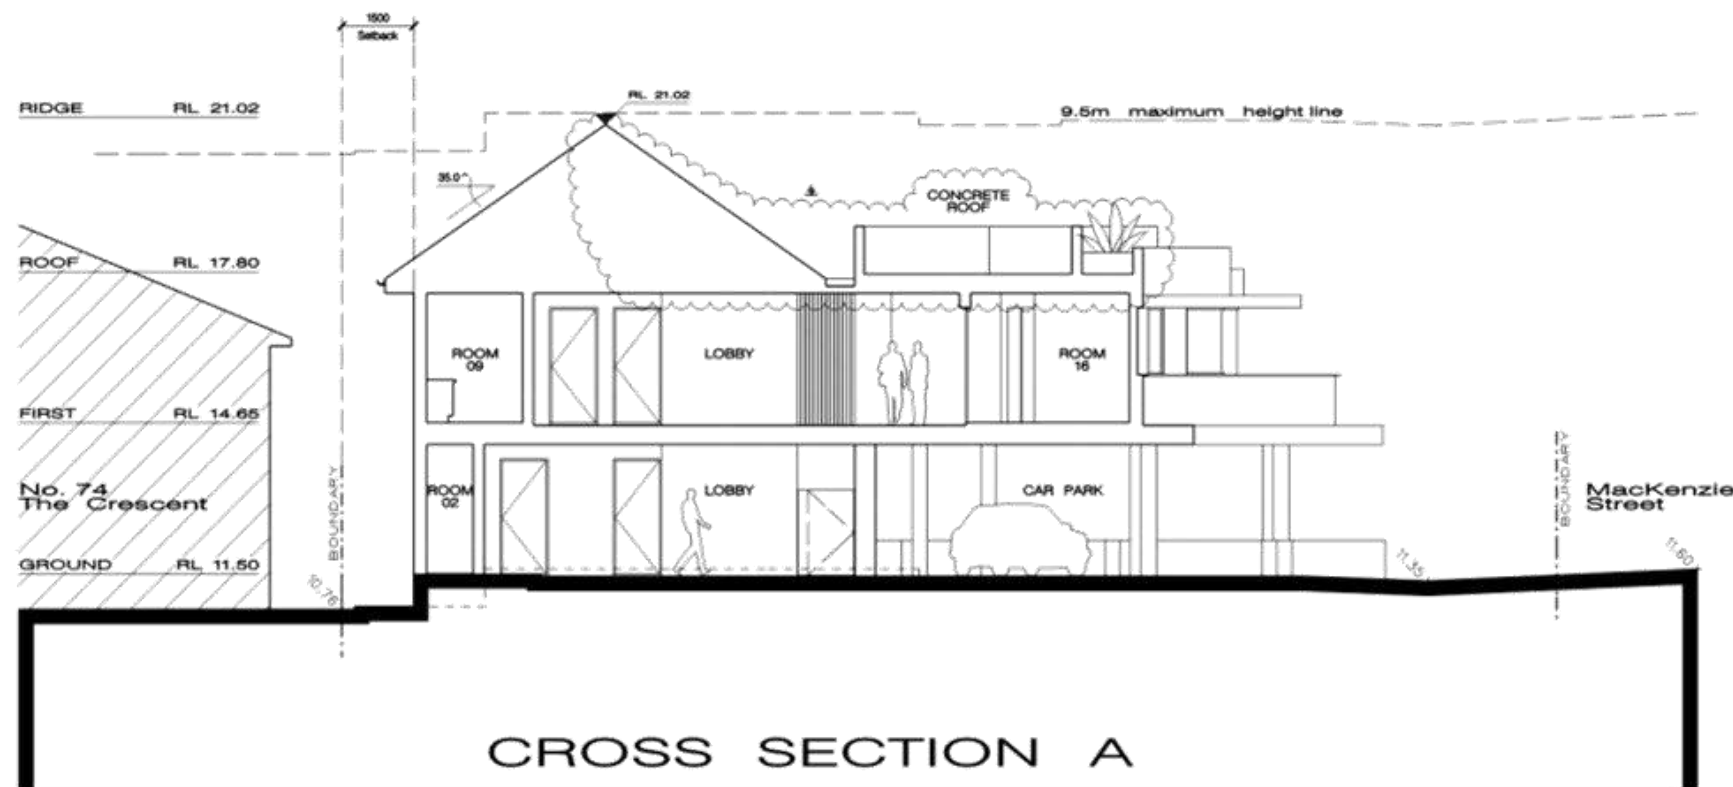 1500
Setback
RIDGE RL 21.02
RL 21.02
9.5m maximum height line
35.0°
CONCRETE
ROOF
ROOF RL 17.80
ROOM
09
LOBBY
ROOM
16
FIRST RL 14.65
No. 74
The Crescent
BOUNDARY
ROOM
02
LOBBY
CAR PARK
BOUNDARY
MacKenzie
Street
GROUND RL 11.50
10.76
11.35
11.60
CROSS SECTION A